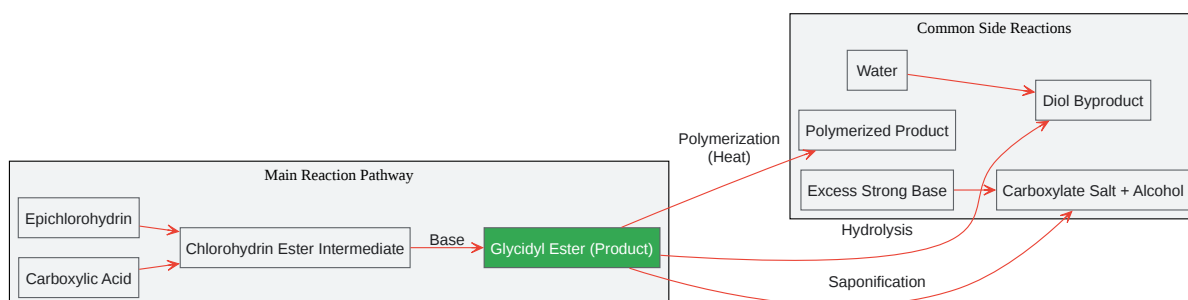 Common Side Reactions
Water
Diol Byproduct
Polymerized Product
Polymerization
(Heat)
Excess Strong Base
Carboxylate Salt + Alcohol
Main Reaction Pathway
Epichlorohydrin
Chlorohydrin Ester Intermediate
Base
Glycidyl Ester (Product)
Carboxylic Acid
Hydrolysis
Saponification